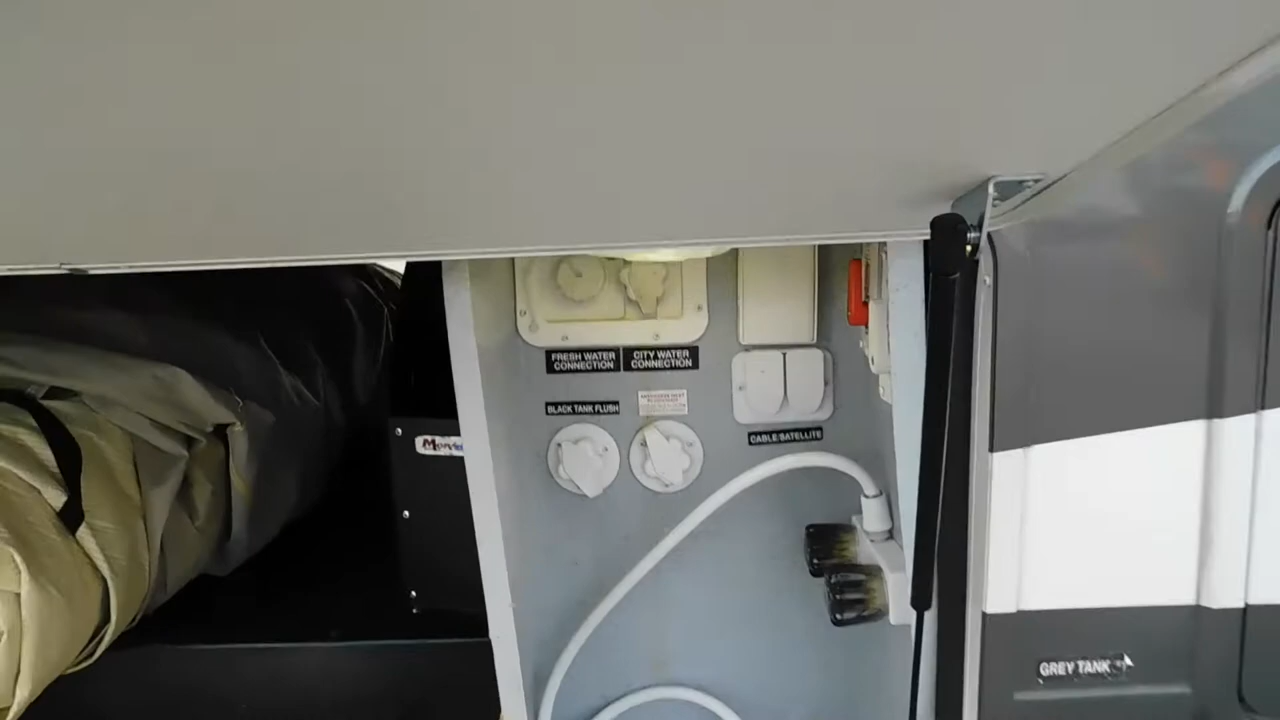 FRESH WATER
CONNECTION
CITY WATER
CONNECTION
BLACK TANK FLUSH
CABLE/SATELLITE
GREY TANK